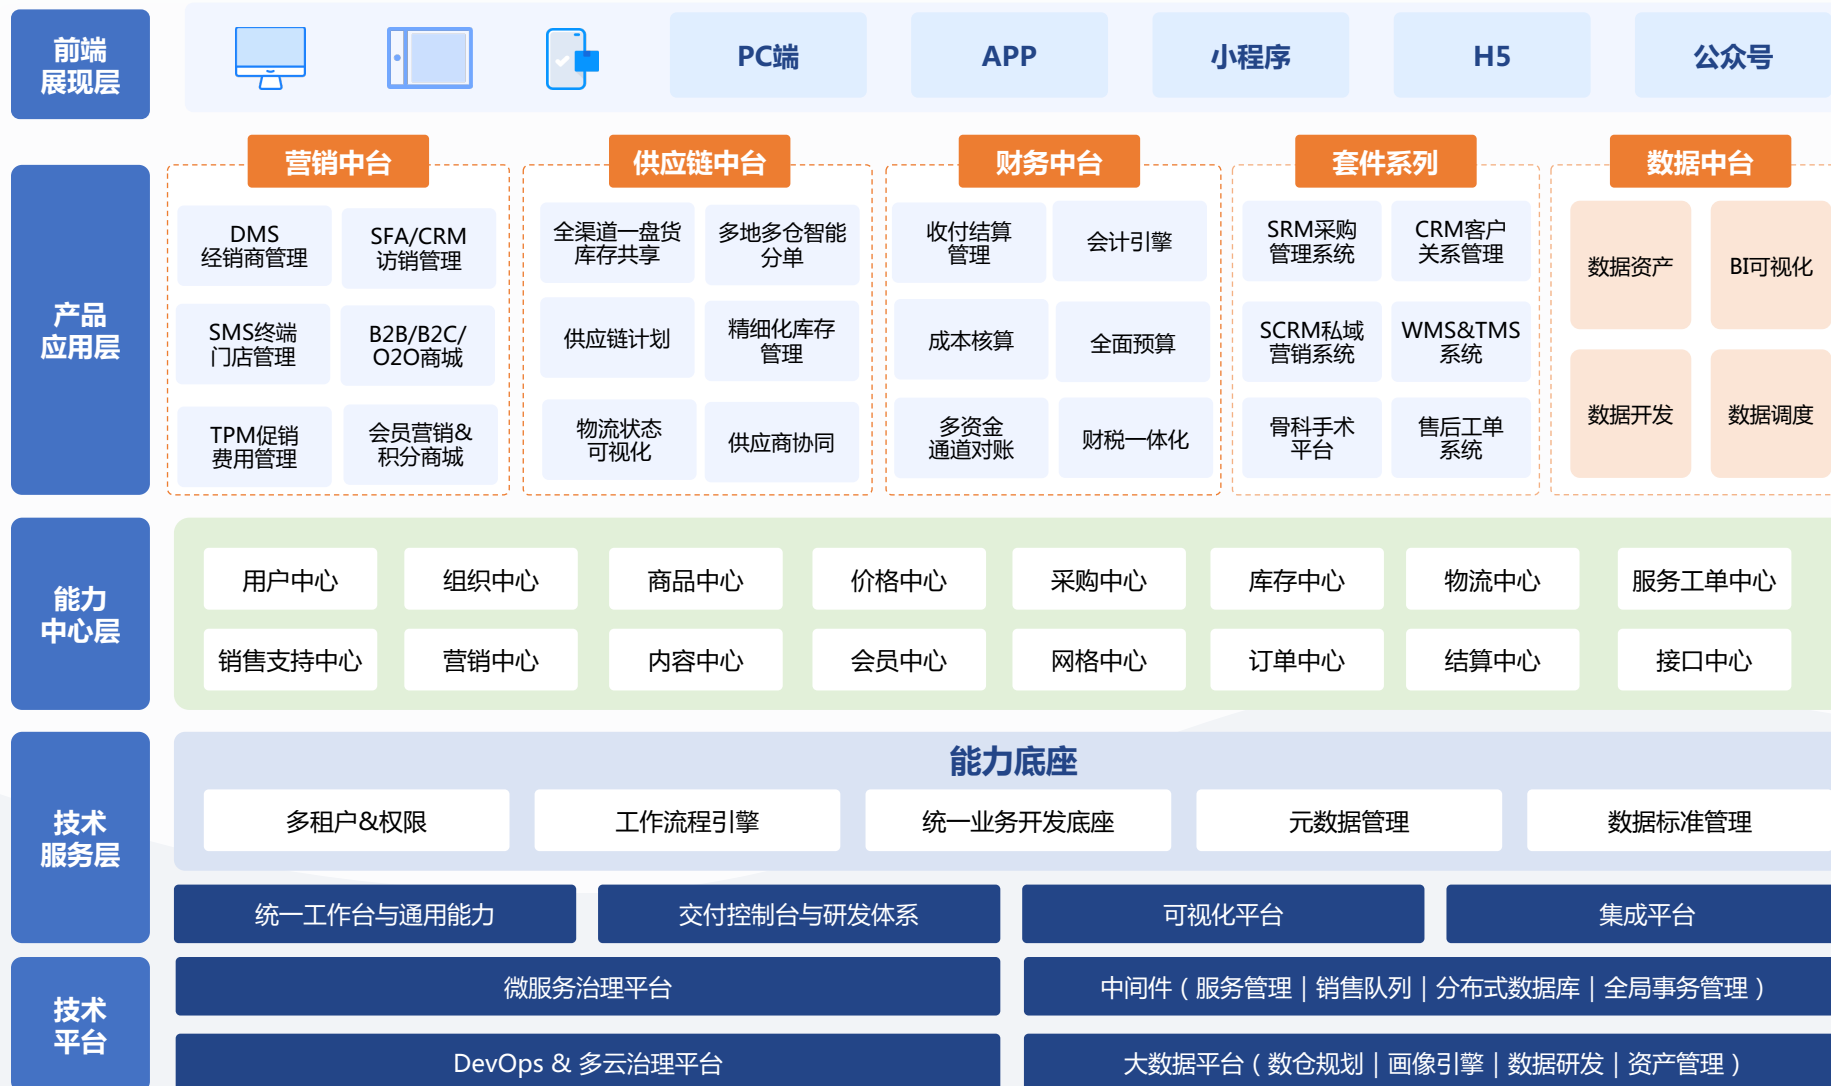 前端
展现层
PC端
APP
小程序
H5
公众号
产品
应用层
营销中台
DMS
经销商管理
SFA/CRM
访销管理
SMS终端
门店管理
B2B/B2C/
O2O商城
TPM促销
费用管理
会员营销&
积分商城
供应链中台
全渠道一盘货
库存共享
多地多仓智能
分单
供应链计划
精细化库存
管理
物流状态
可视化
供应商协同
财务中台
收付结算
管理
会计引擎
成本核算
全面预算
多资金
通道对账
财税一体化
套件系列
SRM采购
管理系统
CRM客户
关系管理
SCRM私域
营销系统
WMS&TMS
系统
骨科手术
平台
售后工单
系统
数据中台
数据资产
BI可视化
数据开发
数据调度
能力
中心层
用户中心
组织中心
商品中心
价格中心
采购中心
库存中心
物流中心
服务工单中心
销售支持中心
营销中心
内容中心
会员中心
网格中心
订单中心
结算中心
接口中心
技术
服务层
能力底座
多租户&权限
工作流程引擎
统一业务开发底座
元数据管理
数据标准管理
统一工作台与通用能力
交付控制台与研发体系
可视化平台
集成平台
技术
平台
微服务治理平台
中间件（服务管理｜销售队列｜分布式数据库｜全局事务管理）
DevOps & 多云治理平台
大数据平台（数仓规划｜画像引擎｜数据研发｜资产管理）